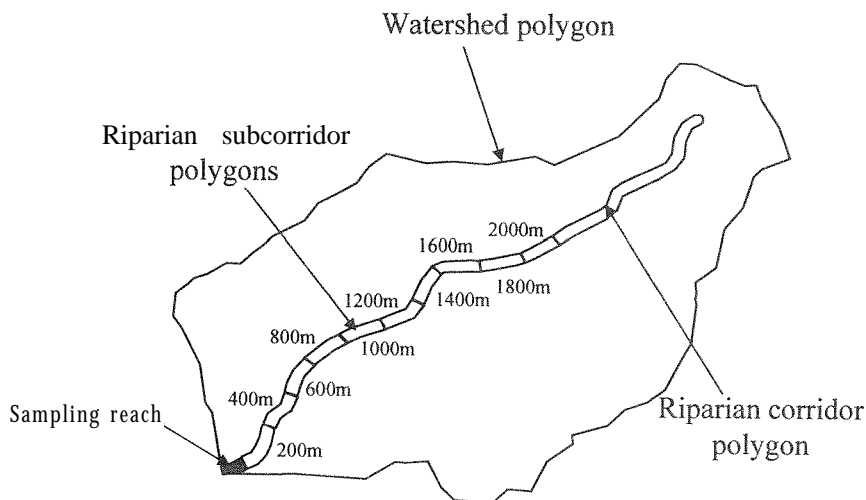 Watershed polygon
Riparian subcorridor
polygons
2000m
1600m
1800m
1400m
1200m
1000m
800m
600m
400m
200m
Sampling reach
Riparian corridor
polygon